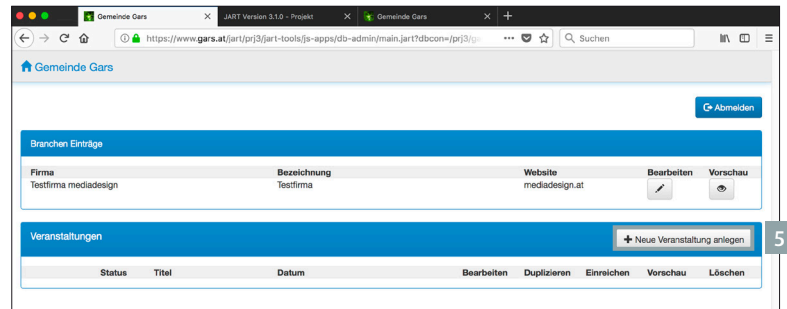 Gemeinde Gars
JART Version 3.1.0 - Projekt
Gemeinde Gars
https://www.gars.at/jart/prj3/jart-tools/js-apps/db-admin/main.jart?dbcon=/prj3/
Suchen
Gemeinde Gars
Abmelden
Branchen Einträge
Firma Bezeichnung Website Bearbeiten Vorschau
Testfirma mediadesign Testfirma mediadesign.at
Veranstaltungen
Neue Veranstaltung anlegen
5
Status Titel Datum Bearbeiten Duplizieren Einreichen Vorschau Löschen